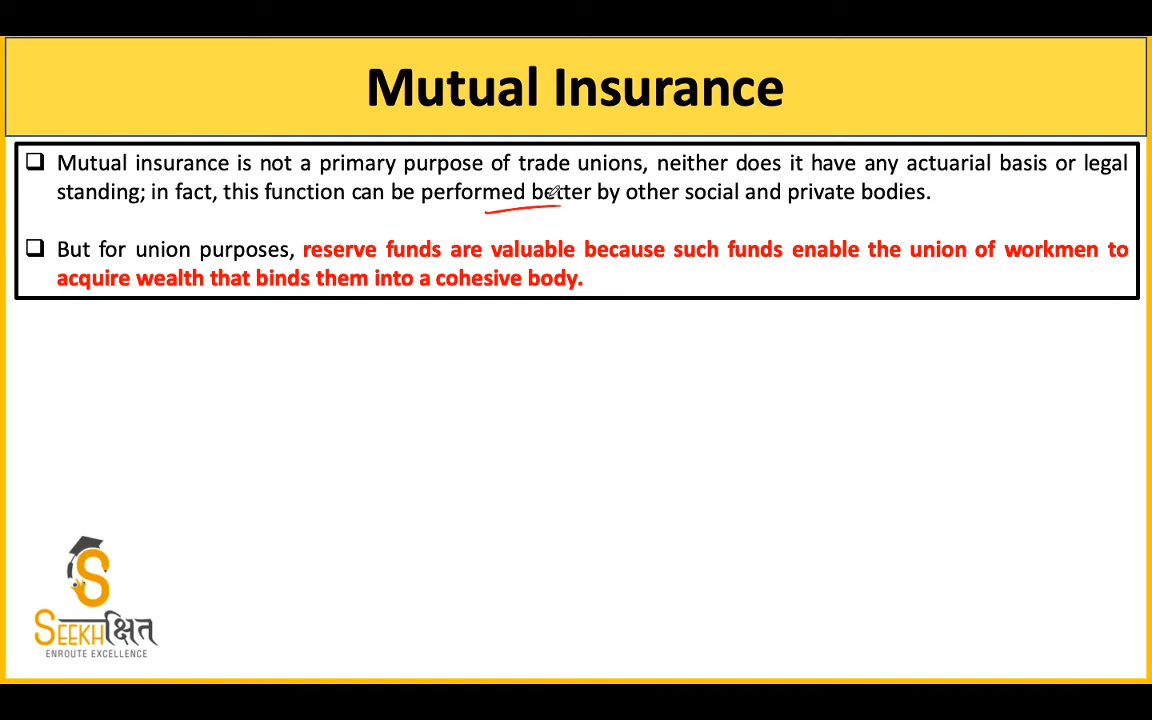 Mutual Insurance
Mutual insurance is not a primary purpose of trade unions, neither does it have any actuarial basis or legal
standing; in fact, this function can be performed better by other social and private bodies.
But for union purposes, reserve funds are valuable because such funds enable the union of workmen to
acquire wealth that binds them into a cohesive body.
S
SEEKHक्षित
ENROUTE EXCELLENCE